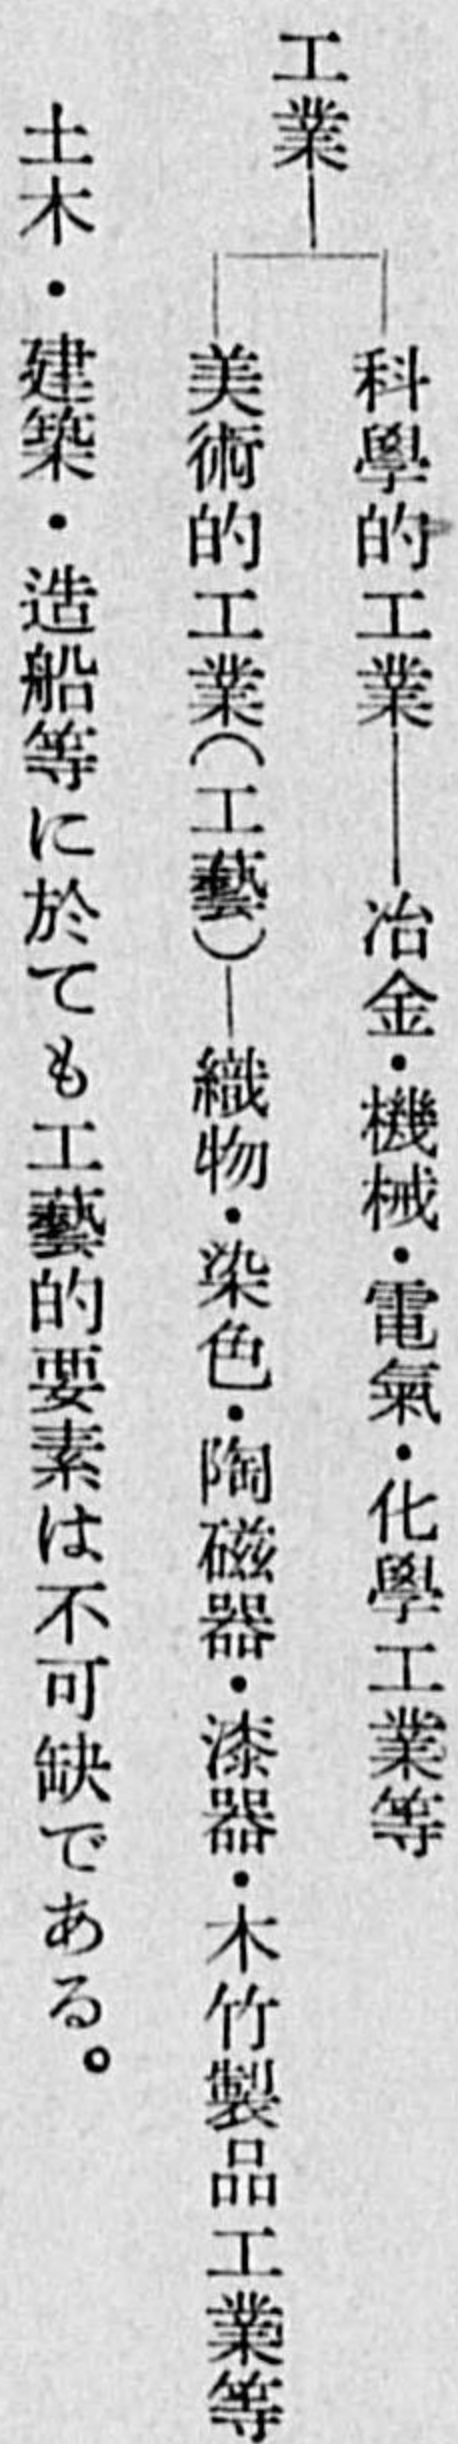 工業
科學的工業―冶金・機械・電氣・化學工業等
美術的工業(工藝)―織物・染色・陶磁器・漆器・木竹製品工業等
土木・建築・造船等に於ても工藝的要素は不可缺である。